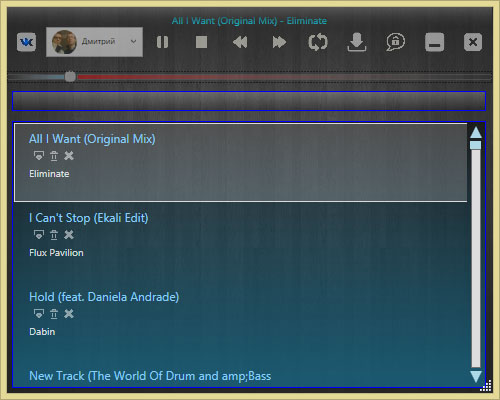 All I Want (Original Mix) - Eliminate
Дмитрий
All I Want (Original Mix)
Eliminate
I Can't Stop (Ekali Edit)
Flux Pavilion
Hold (feat. Daniela Andrade)
Dabin
New Track (The World Of Drum and amp;Bass